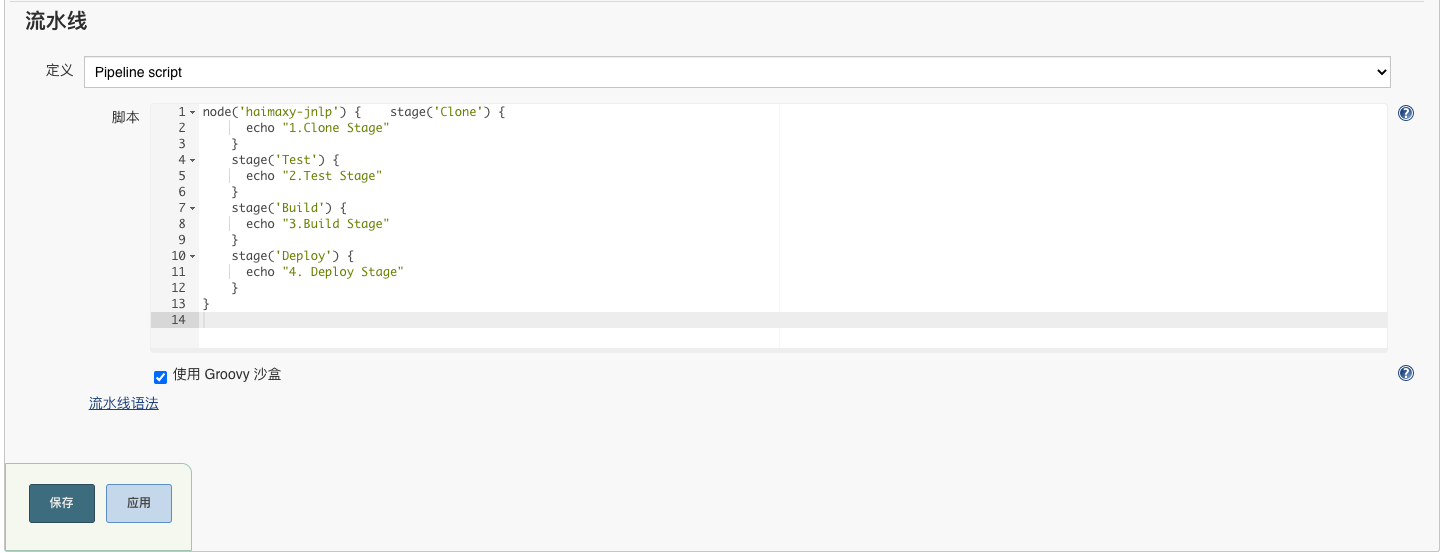 流水线
定义
Pipeline script
脚本
1 node('haimaxy-jnlp') {    stage('Clone') {
2       echo "1.Clone Stage"
3     }
4     stage('Test') {
5       echo "2.Test Stage"
6     }
7     stage('Build') {
8       echo "3.Build Stage"
9     }
10     stage('Deploy') {
11       echo "4. Deploy Stage"
12     }
13 }
14
使用 Groovy 沙盒
流水线语法
保存 应用